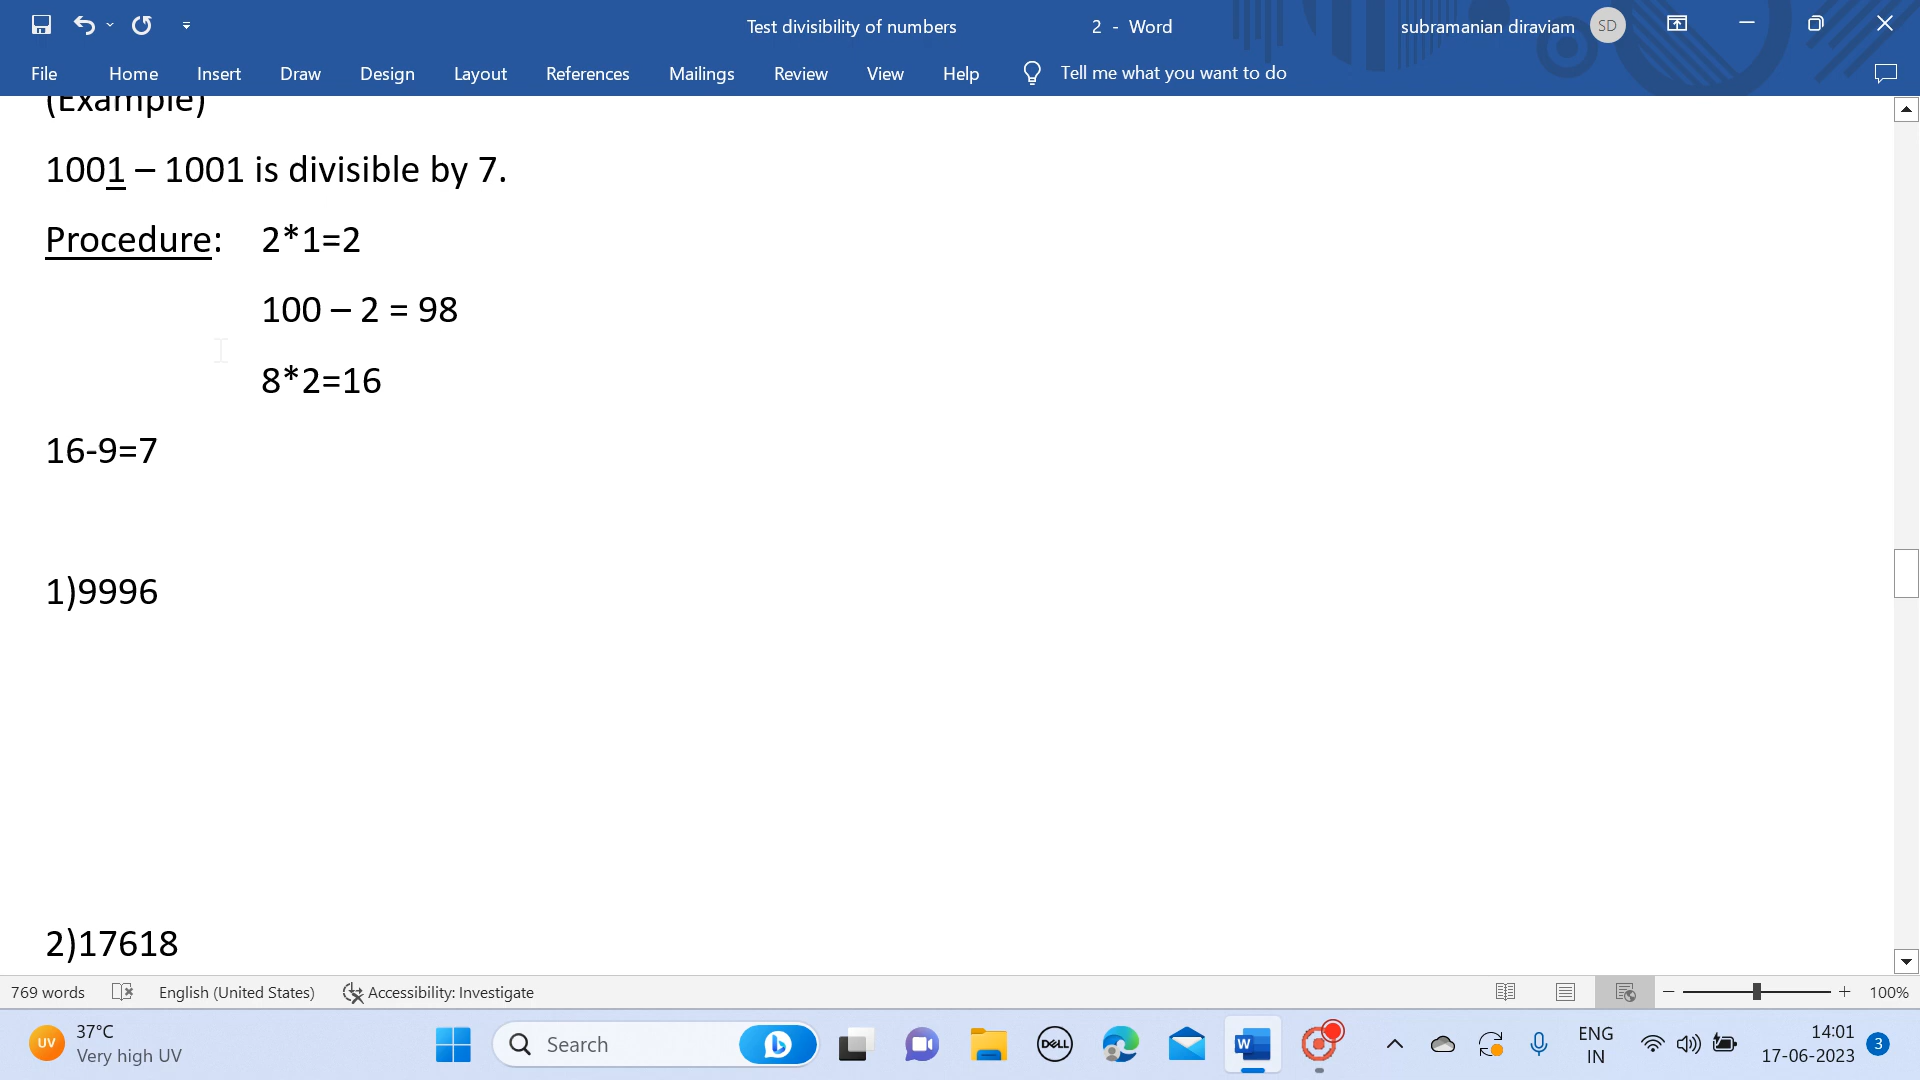 Test divisibility of numbers 2 - Word subramanian diraviam SD
File Home Insert Draw Design Layout References Mailings Review View Help Tell me what you want to do
(Example)
1001 – 1001 is divisible by 7.
Procedure: 2*1=2
100 – 2 = 98
8*2=16
16-9=7
1)9996
2)17618
769 words English (United States) Accessibility: Investigate 100%
UV 37°C Very high UV
Search
DELL
W
ENG
IN
14:01
17-06-2023
3